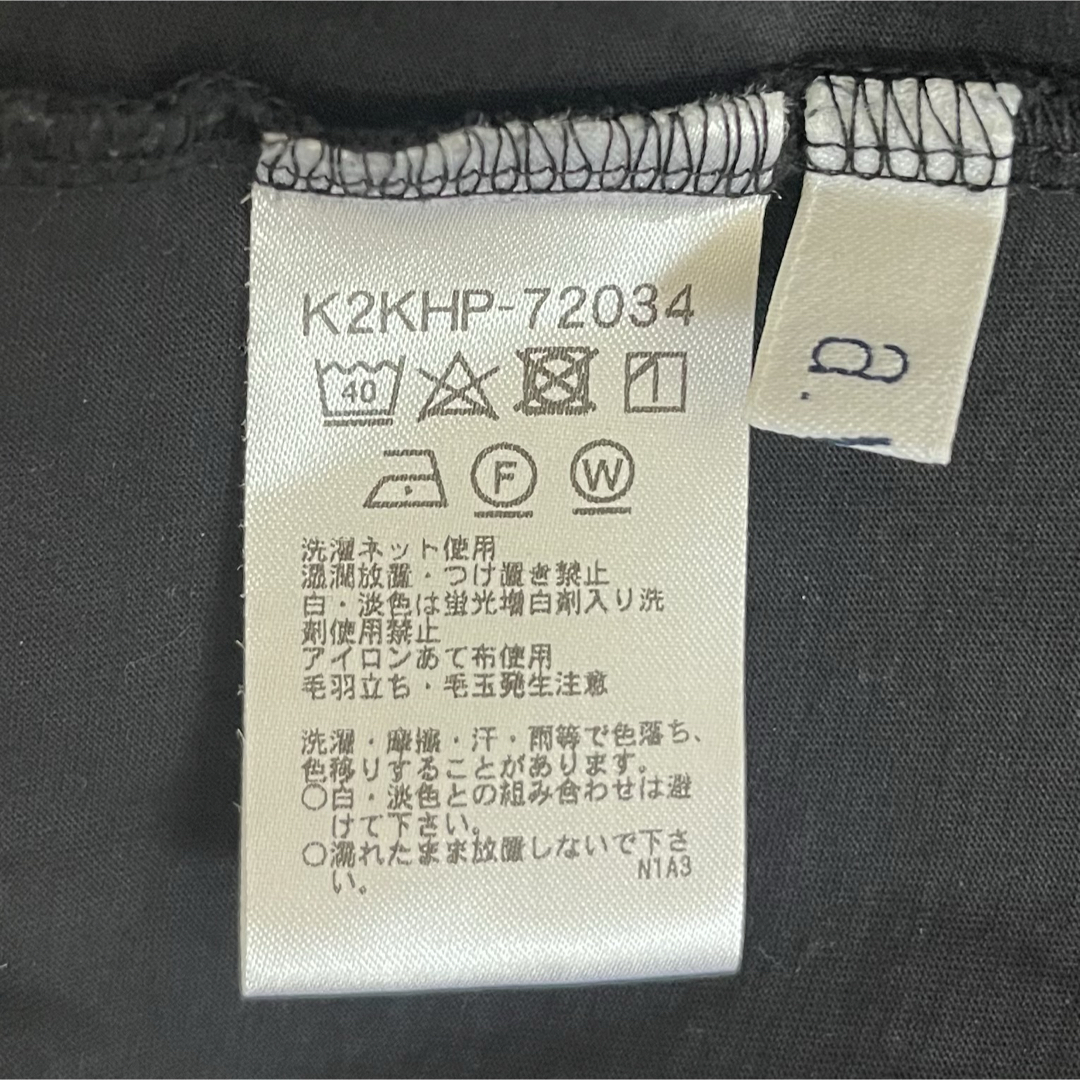 K2KHP-72034
40
F W
洗濯ネット使用
湿潤放置・つけ置き禁止
白・淡色は蛍光増白剤入り洗
剤使用禁止
アイロンあて布使用
毛羽立ち・毛玉発生注意
洗濯・摩擦・汗・雨等で色落ち、
色移りすることがあります。
○白・淡色との組み合わせは避
けて下さい。
○濡れたまま放置しないで下さ
い。
N1A3